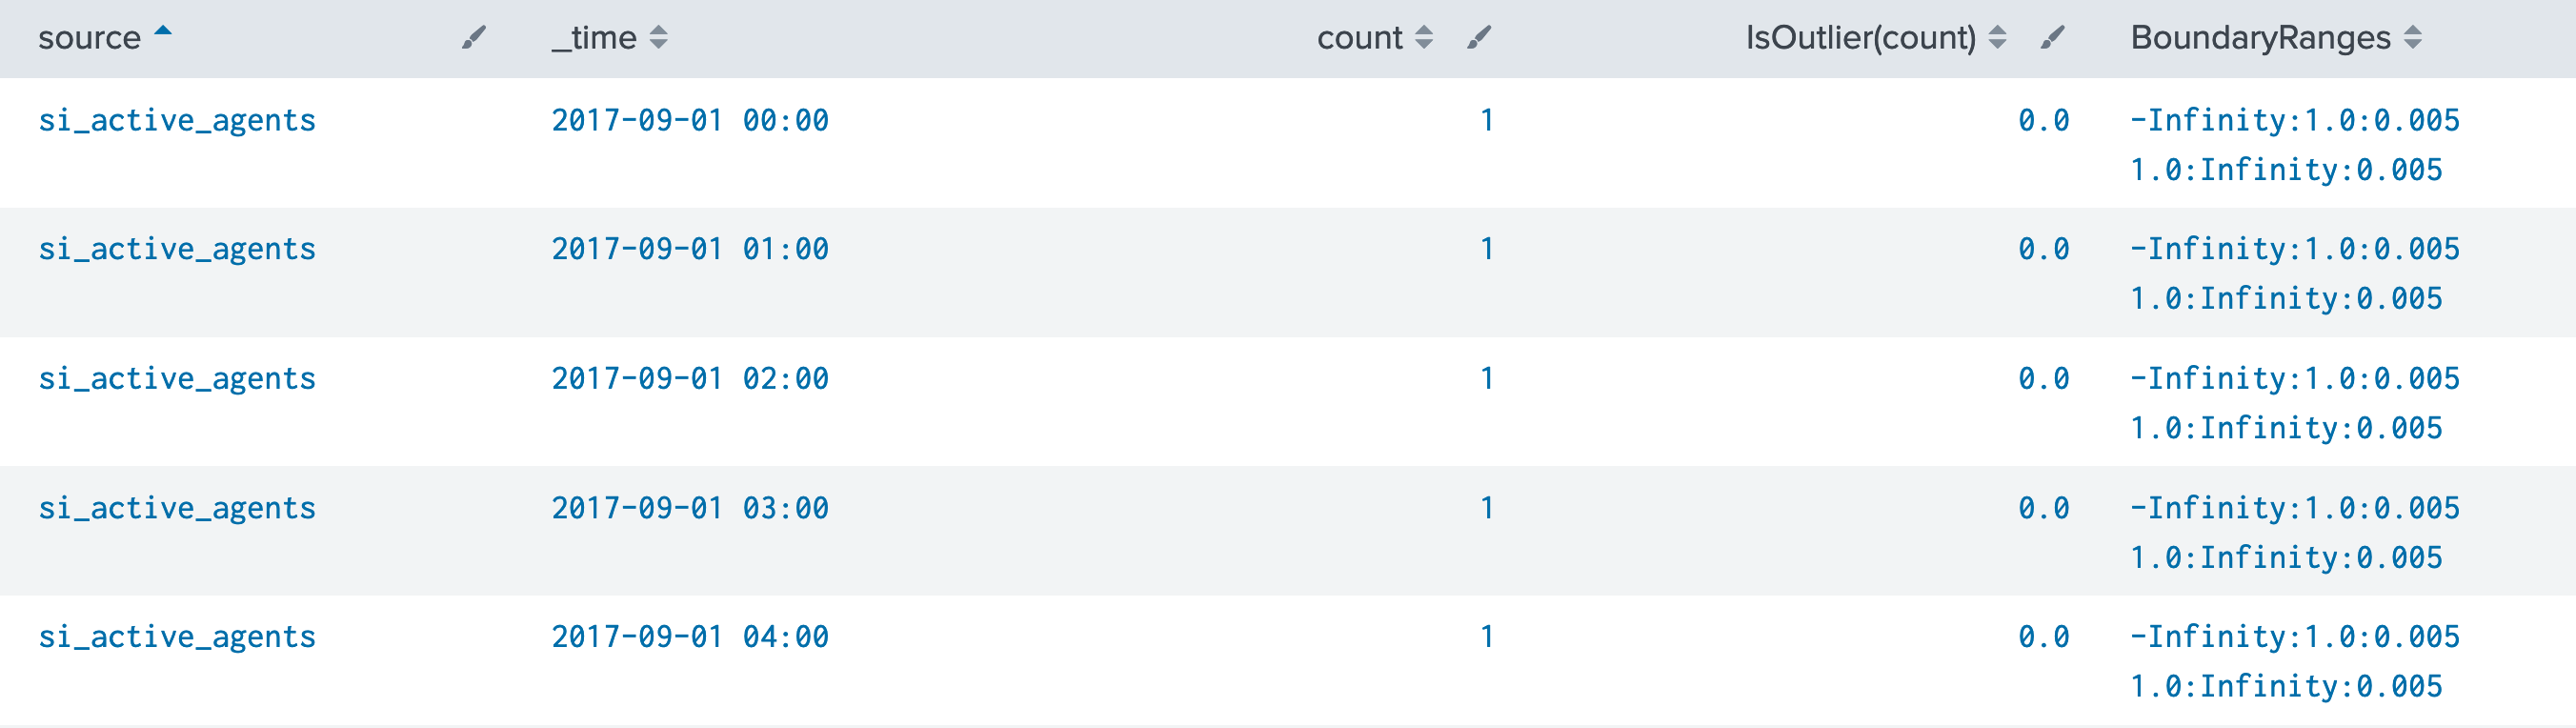 source _time count IsOutlier(count) BoundaryRanges
si_active_agents 2017-09-01 00:00 1 0.0 -Infinity:1.0:0.005
1.0:Infinity:0.005
si_active_agents 2017-09-01 01:00 1 0.0 -Infinity:1.0:0.005
1.0:Infinity:0.005
si_active_agents 2017-09-01 02:00 1 0.0 -Infinity:1.0:0.005
1.0:Infinity:0.005
si_active_agents 2017-09-01 03:00 1 0.0 -Infinity:1.0:0.005
1.0:Infinity:0.005
si_active_agents 2017-09-01 04:00 1 0.0 -Infinity:1.0:0.005
1.0:Infinity:0.005